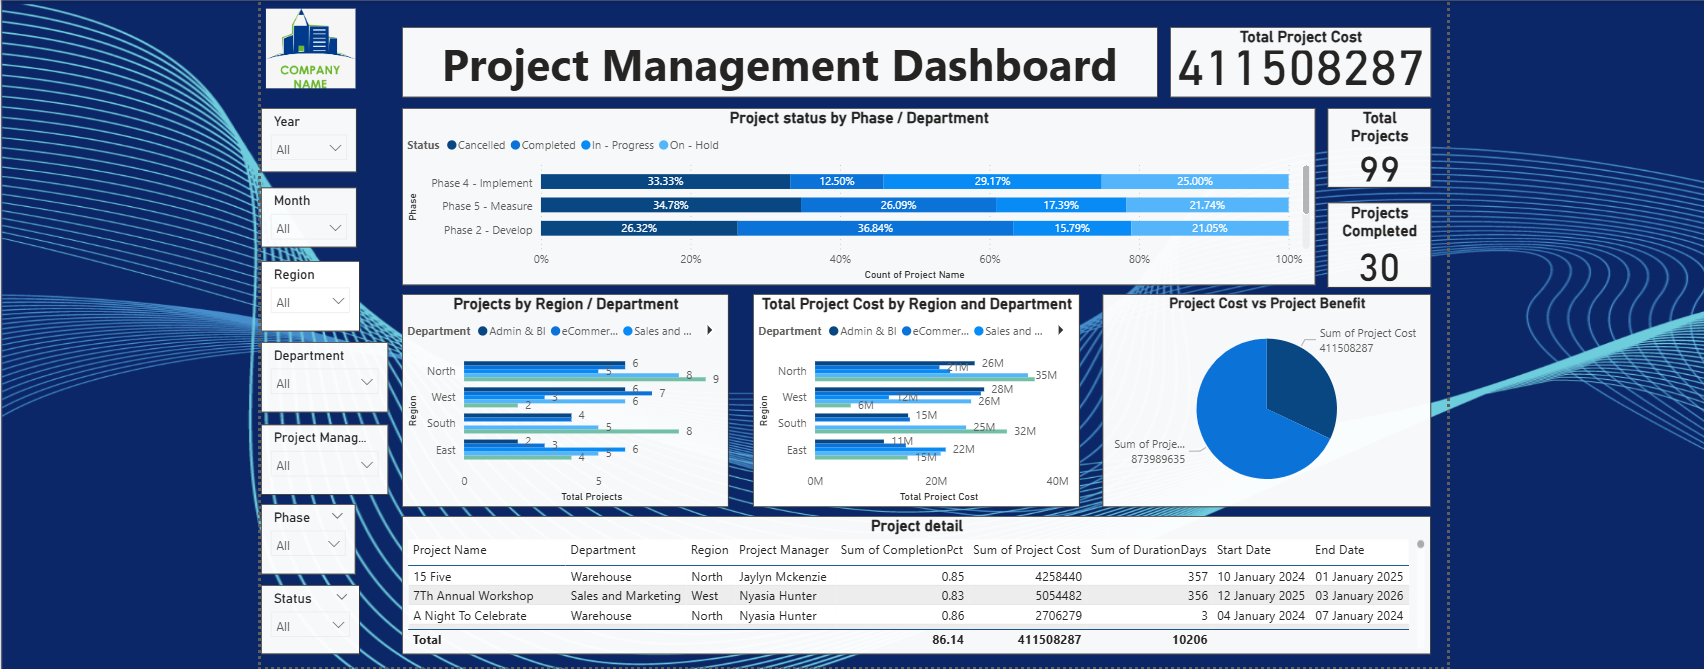 COMPANY
NAME
Project Management Dashboard
Total Project Cost
411508287
Year
All
Month
All
Region
All
Department
All
Project Manag...
All
Phase
All
Status
All
Project status by Phase / Department
Status Cancelled Completed In - Progress On - Hold
Phase
Phase 4 - Implement 33.33% 12.50% 29.17% 25.00%
Phase 5 - Measure 34.78% 26.09% 17.39% 21.74%
Phase 2 - Develop 26.32% 36.84% 15.79% 21.05%
0% 20% 40% 60% 80% 100%
Count of Project Name
Total
Projects
99
Projects
Completed
30
Projects by Region / Department
Department Admin & BI eCommer... Sales and ...
Region
North 6 5 8 9
West 6 7 3 6 2
South 4 5 8
East 2 3 6 5 4
0 5
Total Projects
Total Project Cost by Region and Department
Department Admin & BI eCommer... Sales and ...
Region
North 26M 21M 35M
West 28M 12M 26M 6M
South 15M 25M 32M
East 11M 22M 15M
0M 20M 40M
Total Project Cost
Project Cost vs Project Benefit
Sum of Project Cost
411508287
Sum of Proje...
873989635
Project detail
Project Name Department Region Project Manager Sum of CompletionPct Sum of Project Cost Sum of DurationDays Start Date End Date
15 Five Warehouse North Jaylyn Mckenzie 0.85 4258440 357 10 January 2024 01 January 2025
7Th Annual Workshop Sales and Marketing West Nyasia Hunter 0.83 5054482 356 12 January 2025 03 January 2026
A Night To Celebrate Warehouse North Nyasia Hunter 0.86 2706279 3 04 January 2024 07 January 2024
Total 86.14 411508287 10206